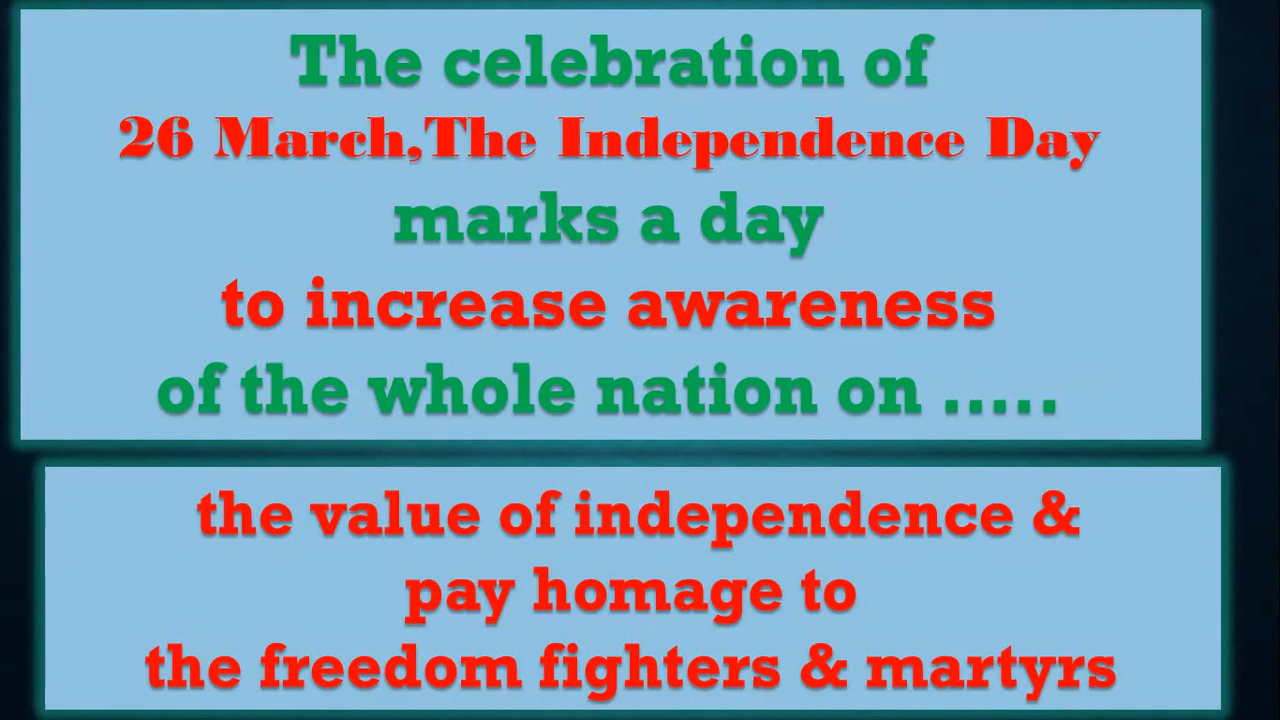 The celebration of
26 March,The Independence Day
marks a day
to increase awareness
of the whole nation on .....
the value of independence &
pay homage to
the freedom fighters & martyrs